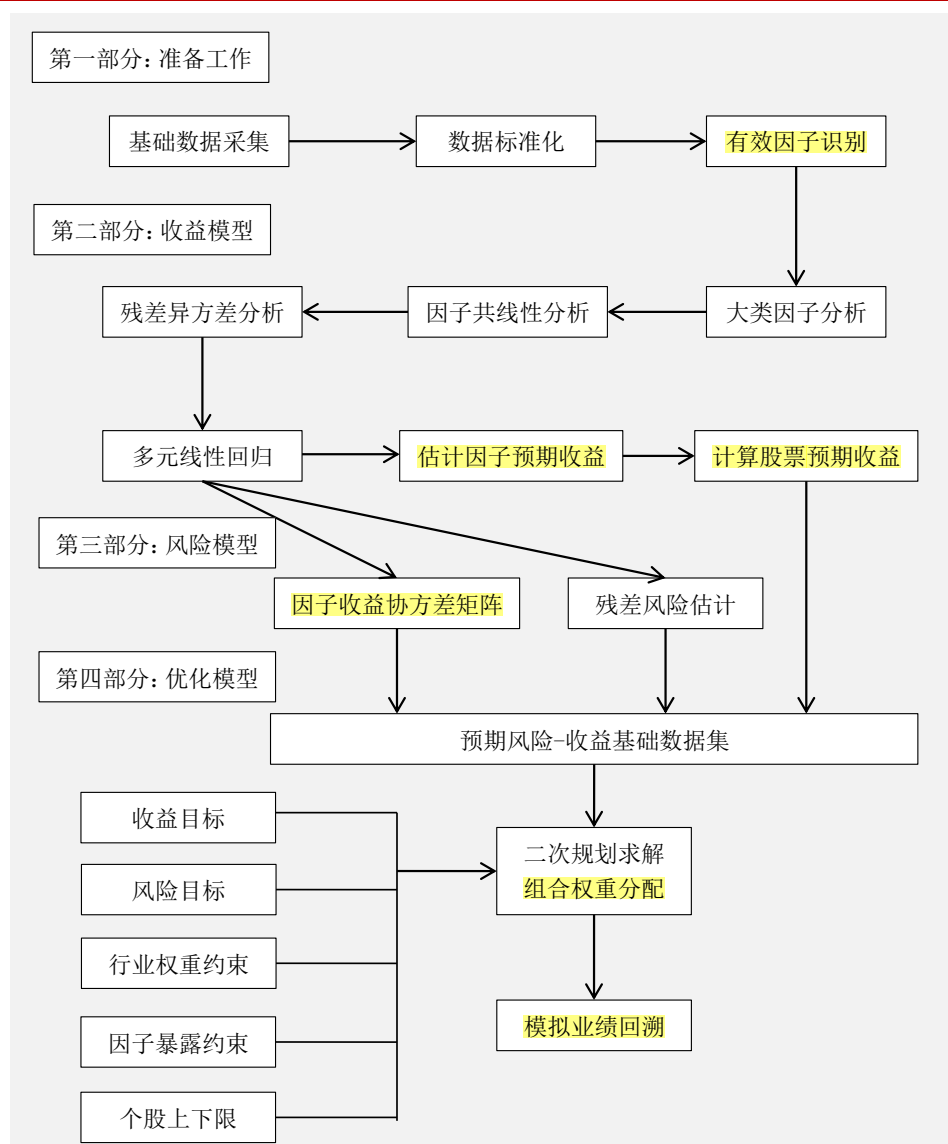 第一部分：准备工作
基础数据采集
数据标准化
有效因子识别
第二部分：收益模型
残差异方差分析
因子共线性分析
大类因子分析
多元线性回归
估计因子预期收益
计算股票预期收益
第三部分：风险模型
因子收益协方差矩阵
残差风险估计
第四部分：优化模型
预期风险-收益基础数据集
收益目标
二次规划求解
组合权重分配
风险目标
行业权重约束
模拟业绩回溯
因子暴露约束
个股上下限